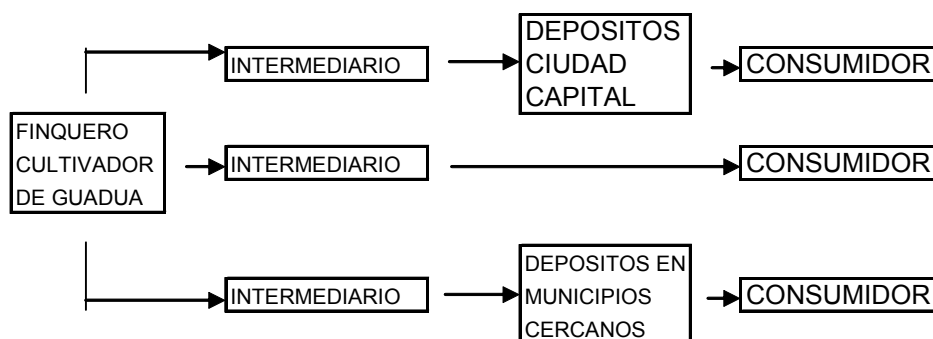 INTERMEDIARIO
DEPOSITOS
CIUDAD
CAPITAL
CONSUMIDOR
FINQUERO
CULTIVADOR
DE GUADUA
INTERMEDIARIO
CONSUMIDOR
INTERMEDIARIO
DEPOSITOS EN
MUNICIPIOS
CERCANOS
CONSUMIDOR